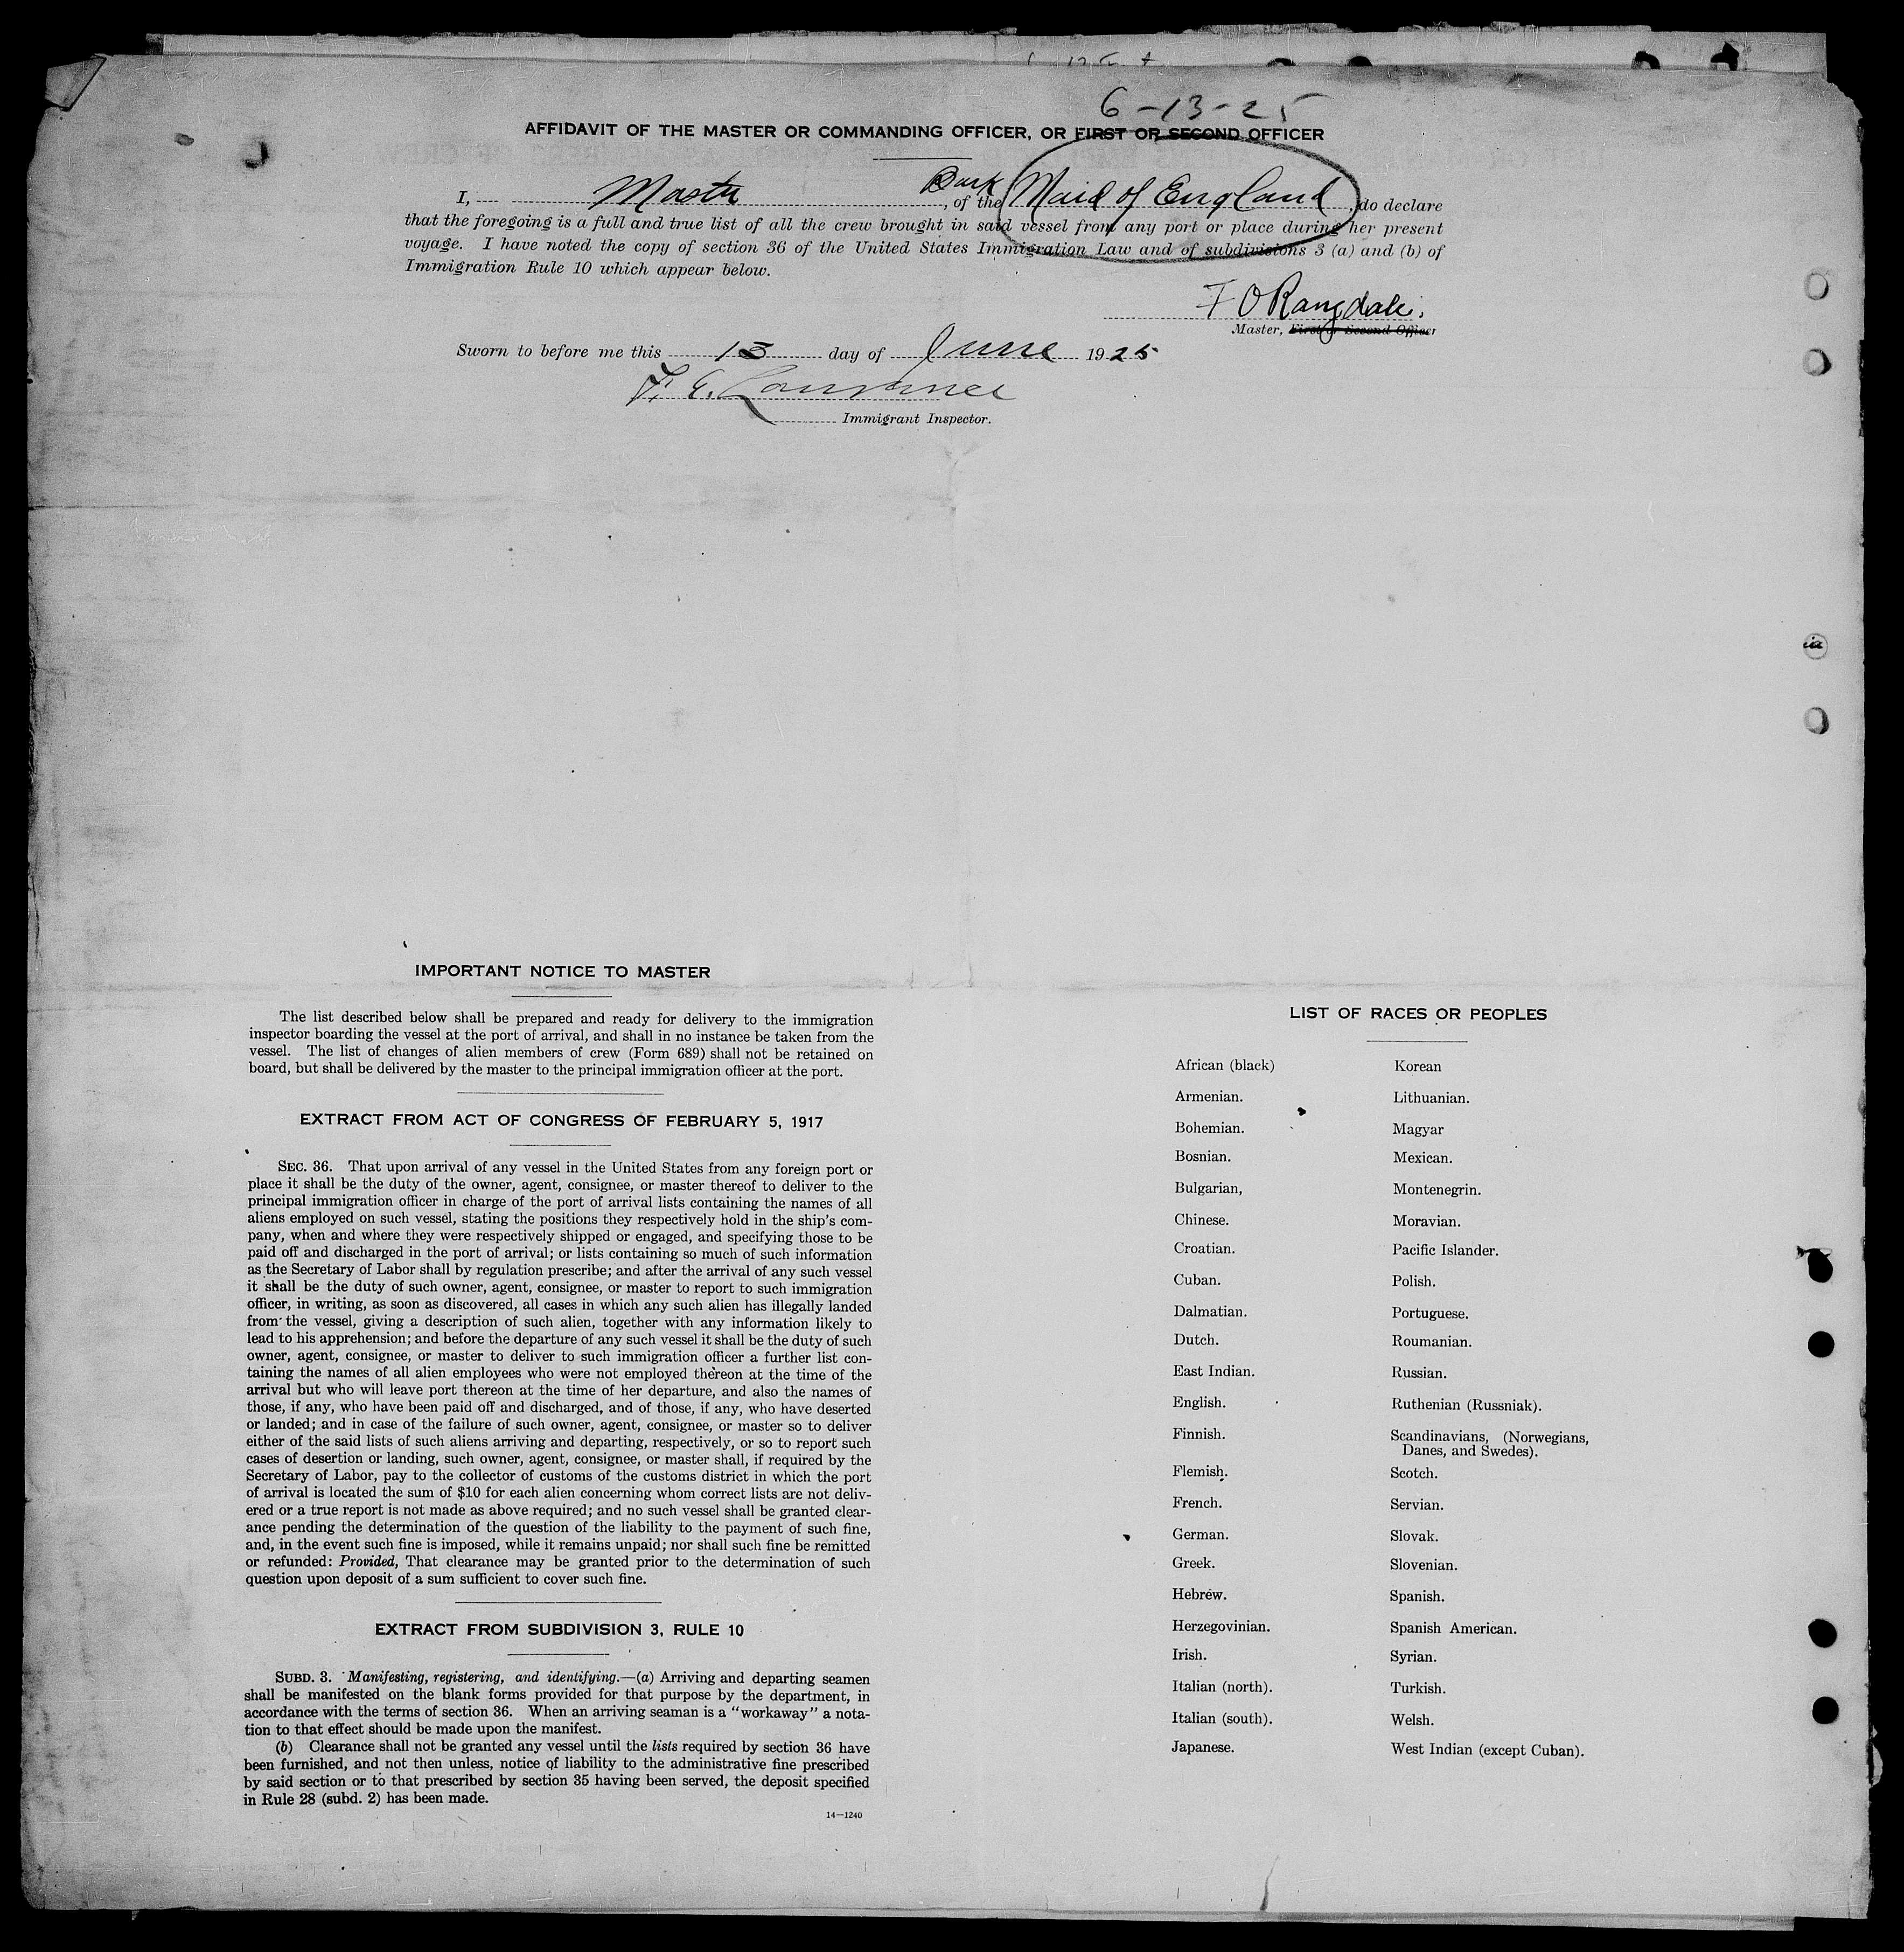 6-13-25
AFFIDAVIT OF THE MASTER OR COMMANDING OFFICER, OR FIRST OR SECOND OFFICER
I, Master, of the Bark Maid of England, do declare
that the foregoing is a full and true list of all the crew brought in said vessel from any port or place during her present
voyage. I have noted the copy of section 36 of the United States Immigration Law and of subdivisions 3 (a) and (b) of
Immigration Rule 10 which appear below.
Master, First or Second Officer
Sworn to before me this 13 day of June 1925
Immigrant Inspector.
IMPORTANT NOTICE TO MASTER
The list described below shall be prepared and ready for delivery to the immigration
inspector boarding the vessel at the port of arrival, and shall in no instance be taken from the
vessel. The list of changes of alien members of crew (Form 689) shall not be retained on
board, but shall be delivered by the master to the principal immigration officer at the port.
EXTRACT FROM ACT OF CONGRESS OF FEBRUARY 5, 1917
SEC. 36. That upon arrival of any vessel in the United States from any foreign port or
place it shall be the duty of the owner, agent, consignee, or master thereof to deliver to the
principal immigration officer in charge of the port of arrival lists containing the names of all
aliens employed on such vessel, stating the positions they respectively hold in the ship's com-
pany, when and where they were respectively shipped or engaged, and specifying those to be
paid off and discharged in the port of arrival; or lists containing so much of such information
as the Secretary of Labor shall by regulation prescribe; and after the arrival of any such vessel
it shall be the duty of such owner, agent, consignee, or master to report to such immigration
officer, in writing, as soon as discovered, all cases in which any such alien has illegally landed
from the vessel, giving a description of such alien, together with any information likely to
lead to his apprehension; and before the departure of any such vessel it shall be the duty of such
owner, agent, consignee, or master to deliver to such immigration officer a further list con-
taining the names of all alien employees who were not employed thereon at the time of the
arrival but who will leave port thereon at the time of her departure, and also the names of
those, if any, who have been paid off and discharged, and of those, if any, who have deserted
or landed; and in case of the failure of such owner, agent, consignee, or master so to deliver
either of the said lists of such aliens arriving and departing, respectively, or so to report such
cases of desertion or landing, such owner, agent, consignee, or master shall, if required by the
Secretary of Labor, pay to the collector of customs of the customs district in which the port
of arrival is located the sum of $10 for each alien concerning whom correct lists are not deliv-
ered or a true report is not made as above required; and no such vessel shall be granted clear-
ance pending the determination of the question of the liability to the payment of such fine,
and, in the event such fine is imposed, while it remains unpaid; nor shall such fine be remitted
or refunded: Provided, That clearance may be granted prior to the determination of such
question upon deposit of a sum sufficient to cover such fine.
EXTRACT FROM SUBDIVISION 3, RULE 10
SUBD. 3. Manifesting, registering, and identifying.—(a) Arriving and departing seamen
shall be manifested on the blank forms provided for that purpose by the department, in
accordance with the terms of section 36. When an arriving seaman is a "workaway" a nota-
tion to that effect should be made upon the manifest.
(b) Clearance shall not be granted any vessel until the lists required by section 36 have
been furnished, and not then unless, notice of liability to the administrative fine prescribed
by said section or to that prescribed by section 35 having been served, the deposit specified
in Rule 28 (subd. 2) has been made.
14—1240
LIST OF RACES OR PEOPLES
African (black)
Armenian.
Bohemian.
Bosnian.
Bulgarian,
Chinese.
Croatian.
Cuban.
Dalmatian.
Dutch.
East Indian.
English.
Finnish.
Flemish.
French.
German.
Greek.
Hebrew.
Herzegovinian.
Irish.
Italian (north).
Italian (south).
Japanese.
Korean
Lithuanian.
Magyar
Mexican.
Montenegrin.
Moravian.
Pacific Islander.
Polish.
Portuguese.
Roumanian.
Russian.
Ruthenian (Russniak).
Scandinavians, (Norwegians,
Danes, and Swedes).
Scotch.
Servian.
Slovak.
Slovenian.
Spanish.
Spanish American.
Syrian.
Turkish.
Welsh.
West Indian (except Cuban).